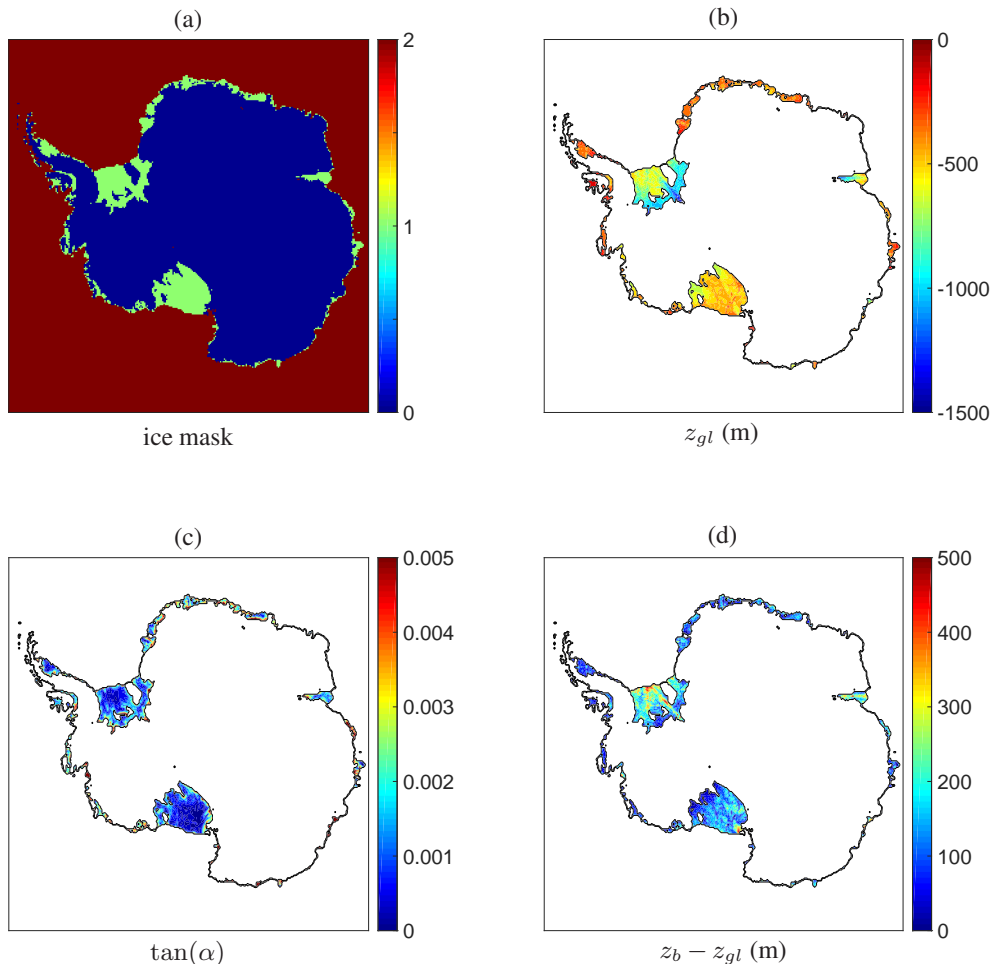 (a)
2
1
0
ice mask
(b)
0
-500
-1000
-1500
z_{gl} (m)
(c)
0.005
0.004
0.003
0.002
0.001
0
tan(α)
(d)
500
400
300
200
100
0
z_b − z_{gl} (m)